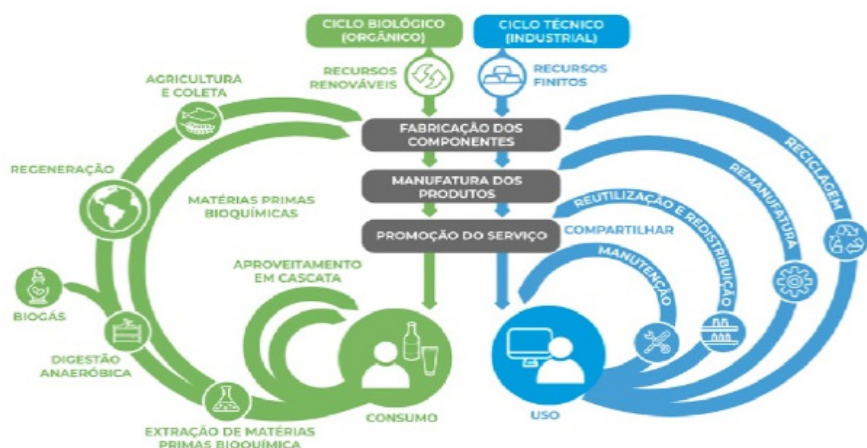 CICLO BIOLÓGICO
(ORGÂNICO)
CICLO TÉCNICO
(INDUSTRIAL)
RECURSOS
RENOVÁVEIS
RECURSOS
FINITOS
AGRICULTURA
E COLETA
FABRICAÇÃO DOS
COMPONENTES
REGENERAÇÃO
MANUFATURA DOS
PRODUTOS
MATÉRIAS PRIMAS
BIOQUÍMICAS
PROMOÇÃO DO SERVIÇO
COMPARTILHAR
RECICLAGEM
REMANUFATURA
REUTILIZAÇÃO E REDISTRIBUIÇÃO
MANUTENÇÃO
APROVEITAMENTO
EM CASCATA
BIOGÁS
DIGESTÃO
ANAERÓBICA
CONSUMO
USO
EXTRAÇÃO DE MATÉRIAS
PRIMAS BIOQUÍMICA